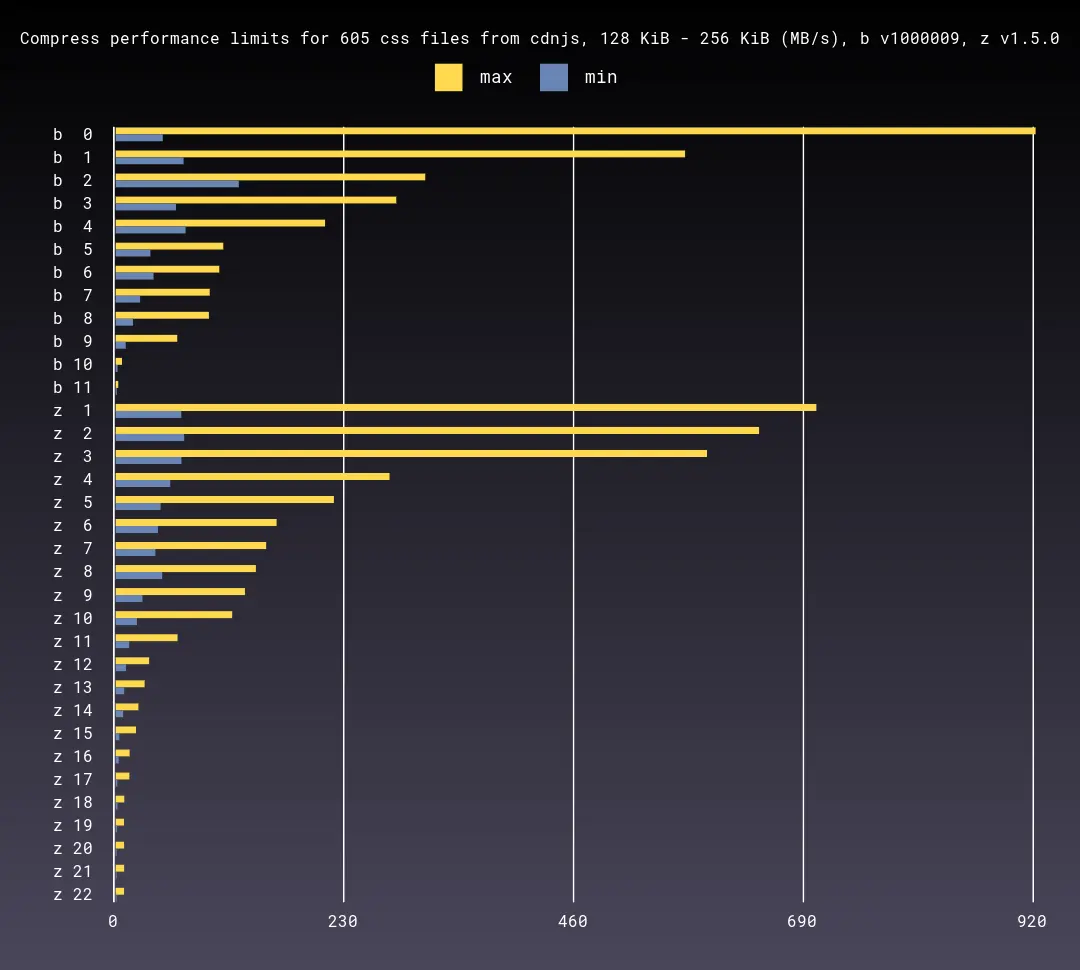 Compress performance limits for 605 css files from cdnjs, 128 KiB - 256 KiB (MB/s), b v1000009, z v1.5.0
max min
b 0
b 1
b 2
b 3
b 4
b 5
b 6
b 7
b 8
b 9
b 10
b 11
z 1
z 2
z 3
z 4
z 5
z 6
z 7
z 8
z 9
z 10
z 11
z 12
z 13
z 14
z 15
z 16
z 17
z 18
z 19
z 20
z 21
z 22
0 230 460 690 920